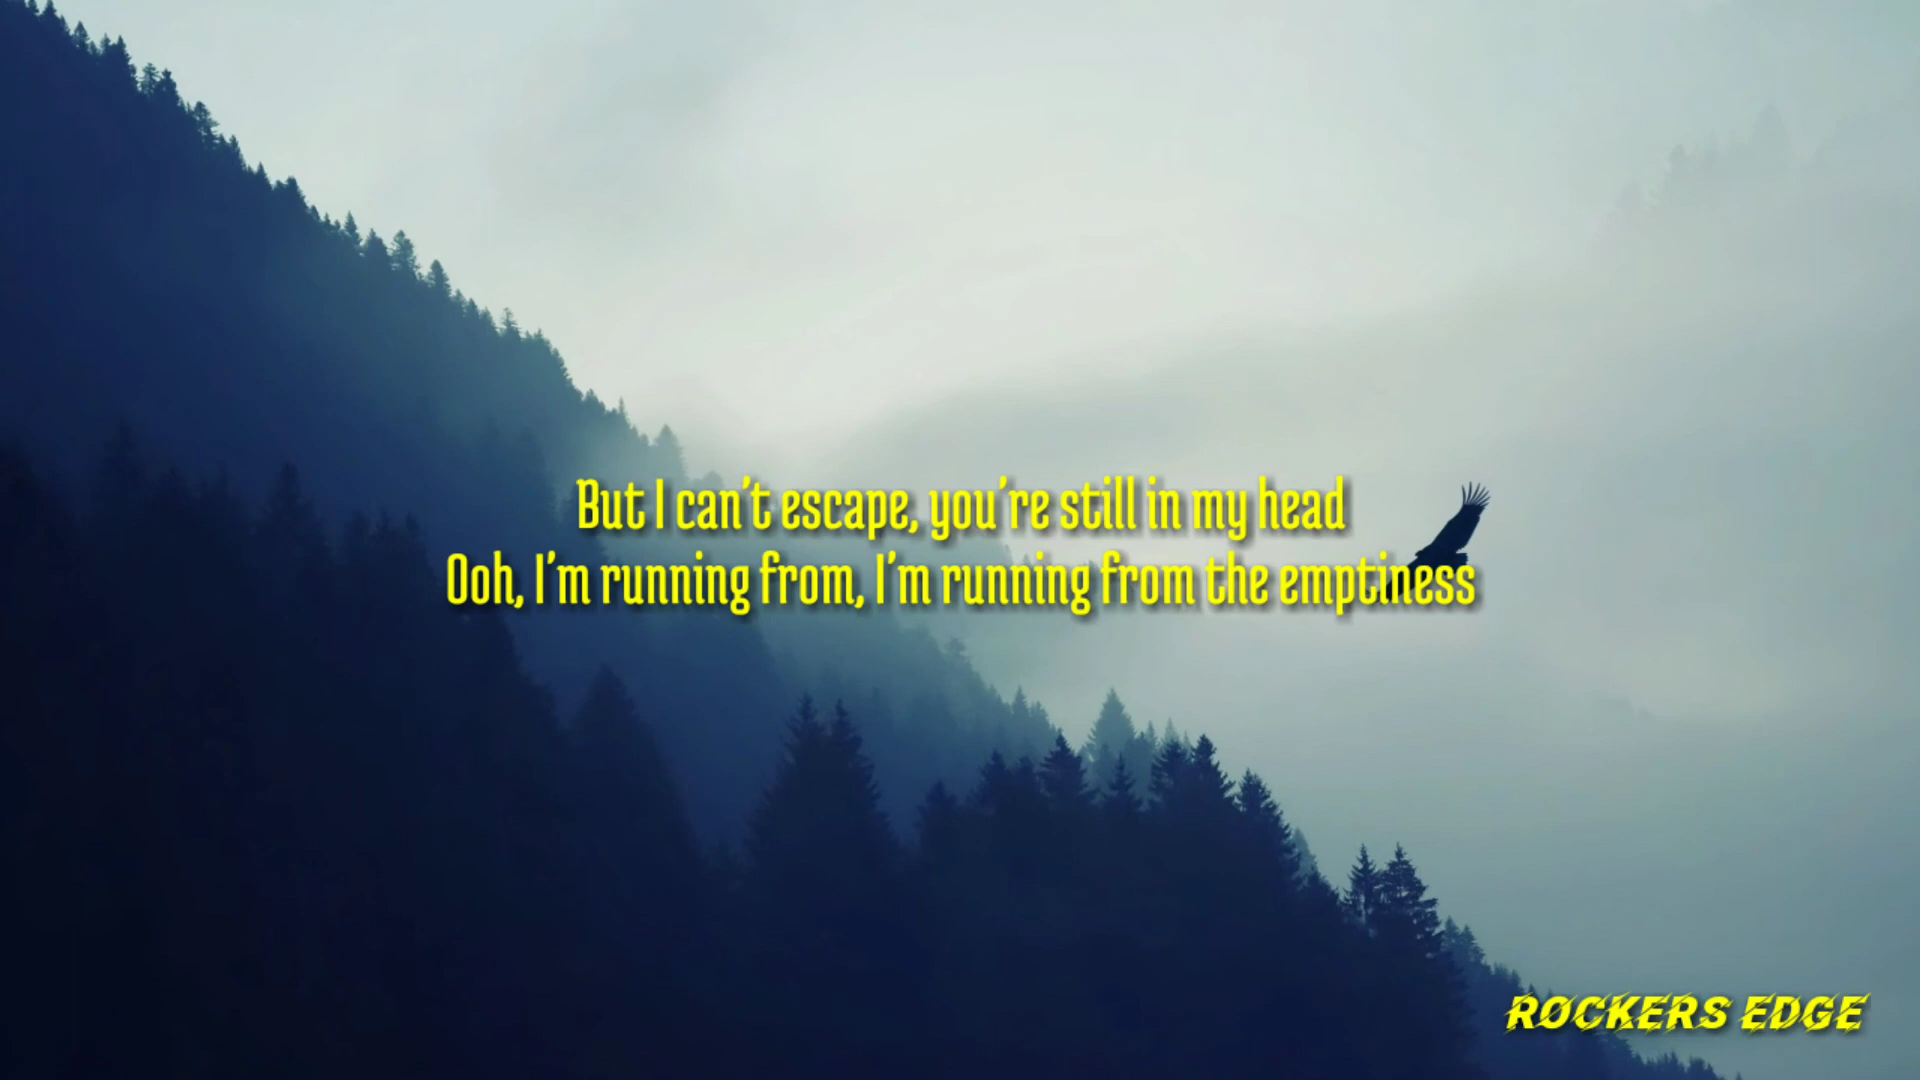 But I can't escape, you're still in my head
Ooh, I'm running from, I'm running from the emptiness
ROCKERS EDGE